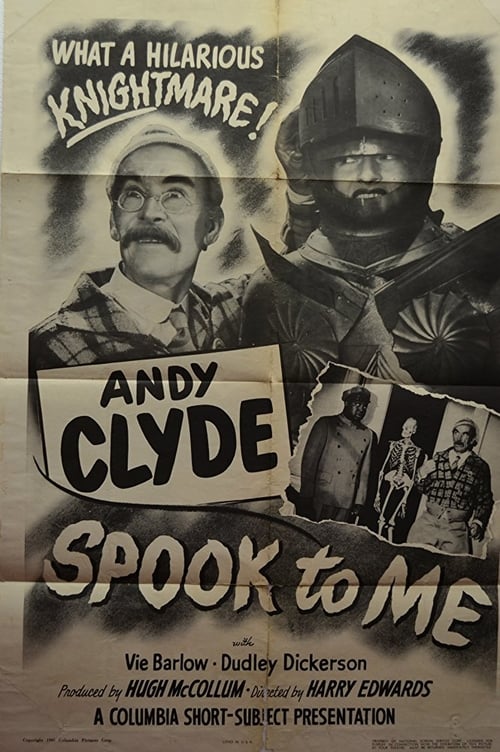 WHAT A HILARIOUS
KNIGHTMARE!
ANDY
CLYDE
SPOOK to ME
with
Vie Barlow · Dudley Dickerson
Produced by HUGH McCOLLUM · Directed by HARRY EDWARDS
A COLUMBIA SHORT-SUBJECT PRESENTATION